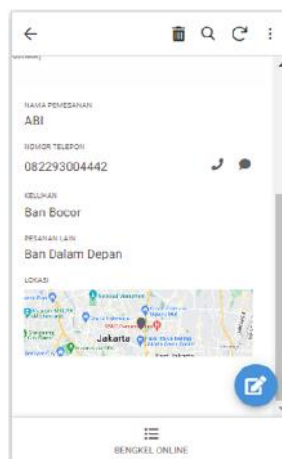 NAMA PEMESANAN
ABI
NOMOR TELEPON
082293004442
KELUHAN
Ban Bocor
PESANAN LAIN
Ban Dalam Depan
LOKASI
Jakarta
BENGKEL ONLINE